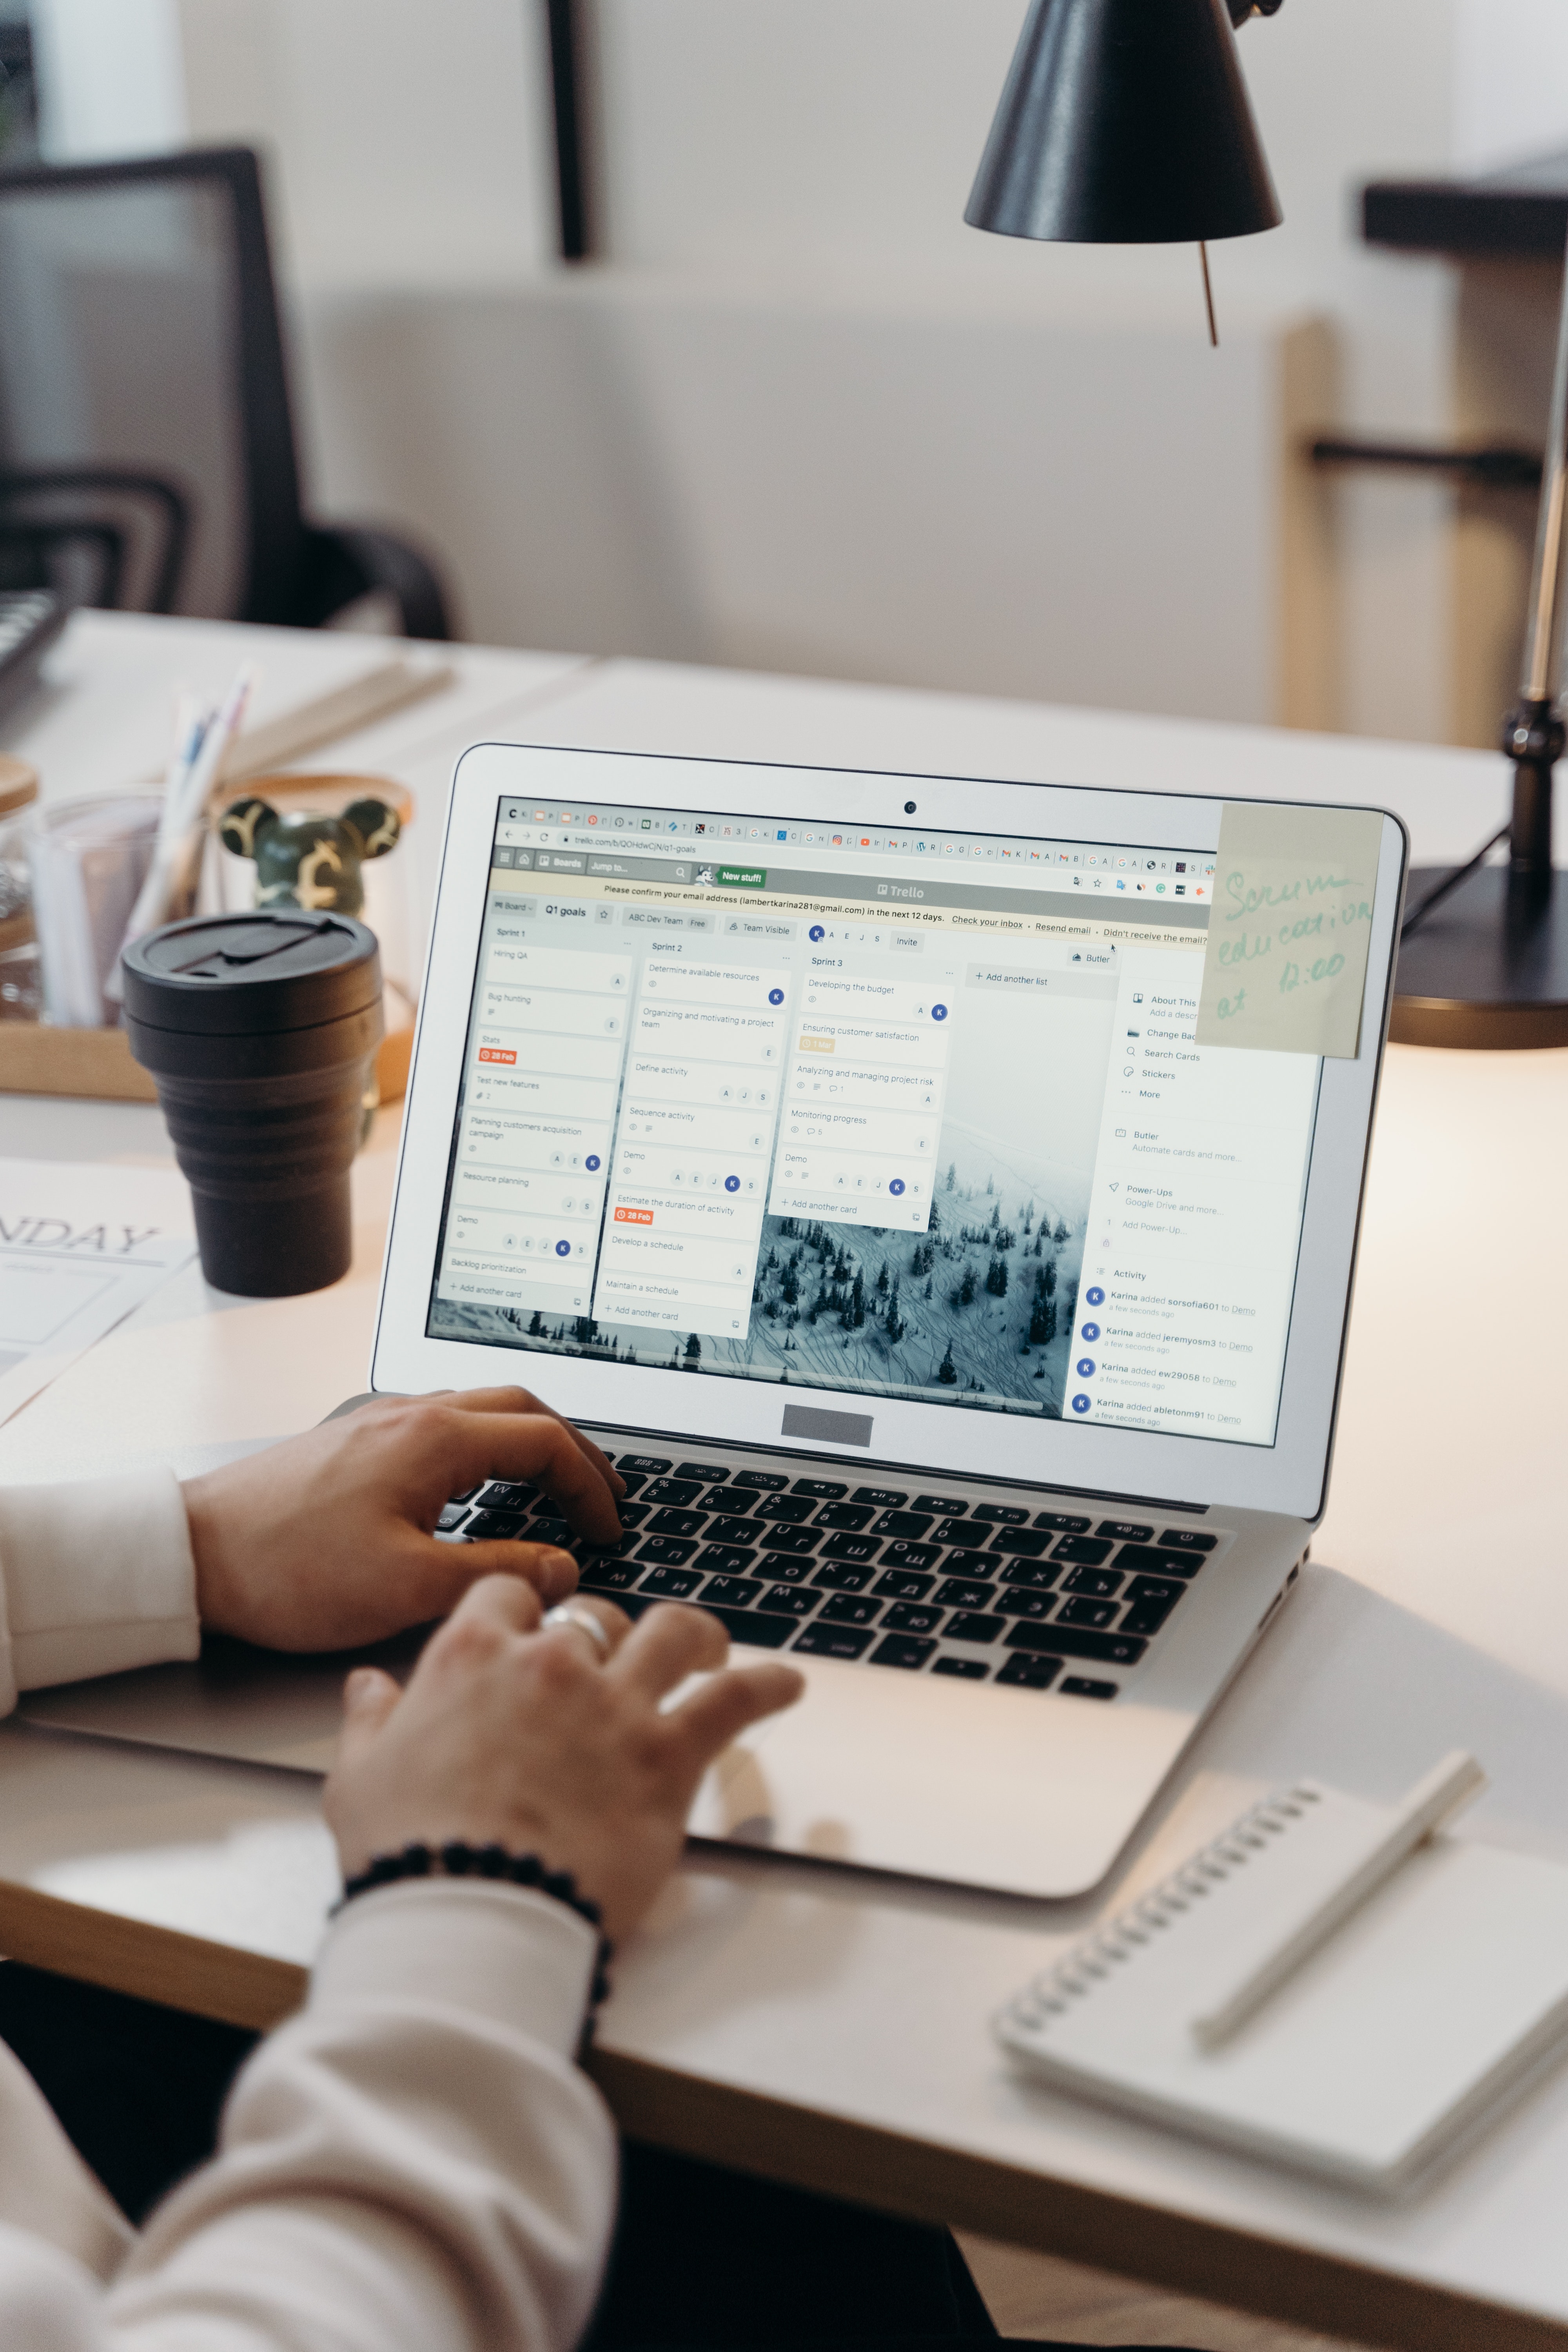 trello.com/b/QOHdwCjN/q1-goals
Boards
Jump to...
New stuff!
Trello
Please confirm your email address (lambertkarina281@gmail.com) in the next 12 days. Check your inbox • Resend email • Didn't receive the email?
Board
Q1 goals
ABC Dev Team Free
Team Visible
K A E J S
Invite
Butler
Sprint 1
Hiring QA
A
Bug hunting
E
Stats
28 Feb
Test new features
2
Planning customers acquisition
campaign
A E K
Resource planning
J S
Demo
A E J K S
Backlog prioritization
+ Add another card
Sprint 2
Determine available resources
K
Organizing and motivating a project
team
E
Define activity
A J S
Sequence activity
E
Demo
A E J K S
Estimate the duration of activity
28 Feb
Develop a schedule
A
Maintain a schedule
+ Add another card
Sprint 3
Developing the budget
A K
Ensuring customer satisfaction
1 Mar
Analyzing and managing project risk
1 A
Monitoring progress
5 E
Demo
A E J K S
+ Add another card
+ Add another list
About This
Add a descr
Change Bac
Search Cards
Stickers
More
Butler
Automate cards and more...
Power-Ups
Google Drive and more...
Add Power-Up...
Activity
K Karina added sorsofia601 to Demo
a few seconds ago
K Karina added jeremyosm3 to Demo
a few seconds ago
K Karina added ew29058 to Demo
a few seconds ago
K Karina added abletonm91 to Demo
a few seconds ago
Scrum
education
at 12:00
NDAY